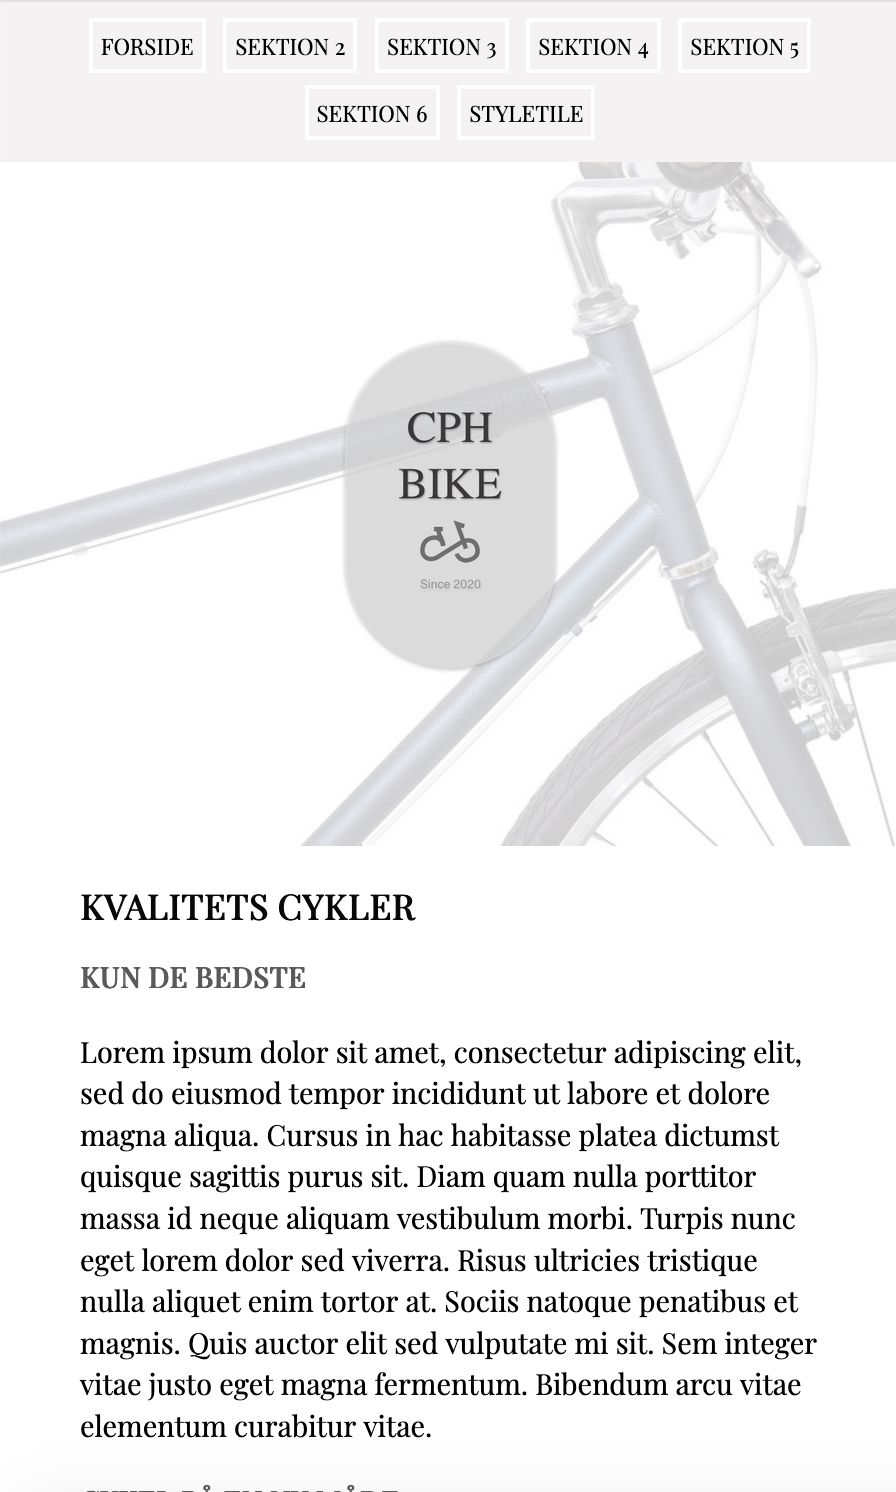 FORSIDE SEKTION 2 SEKTION 3 SEKTION 4 SEKTION 5
SEKTION 6 STYLETILE
CPH
BIKE
Since 2020
KVALITETS CYKLER
KUN DE BEDSTE
Lorem ipsum dolor sit amet, consectetur adipiscing elit,
sed do eiusmod tempor incididunt ut labore et dolore
magna aliqua. Cursus in hac habitasse platea dictumst
quisque sagittis purus sit. Diam quam nulla porttitor
massa id neque aliquam vestibulum morbi. Turpis nunc
eget lorem dolor sed viverra. Risus ultricies tristique
nulla aliquet enim tortor at. Sociis natoque penatibus et
magnis. Quis auctor elit sed vulputate mi sit. Sem integer
vitae justo eget magna fermentum. Bibendum arcu vitae
elementum curabitur vitae.